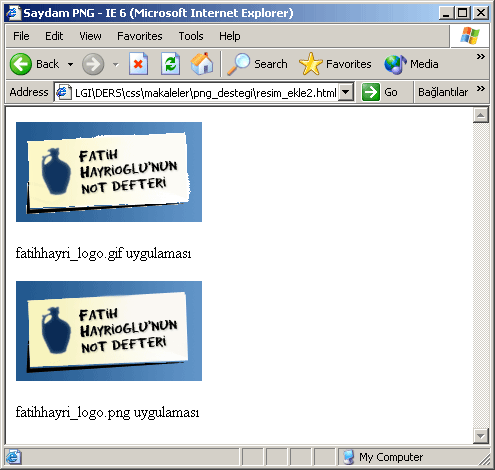 Saydam PNG - IE 6 (Microsoft Internet Explorer)
File Edit View Favorites Tools Help
Back Search Favorites Media
Address LGI\DERS\css\makaleler\png_destegi\resim_ekle2.html Go Bağlantılar
FATiH
HAYRiOGLU'NUN
NOT DEFTERi
fatihhayri_logo.gif uygulaması
FATiH
HAYRiOGLU'NUN
NOT DEFTERi
fatihhayri_logo.png uygulaması
My Computer